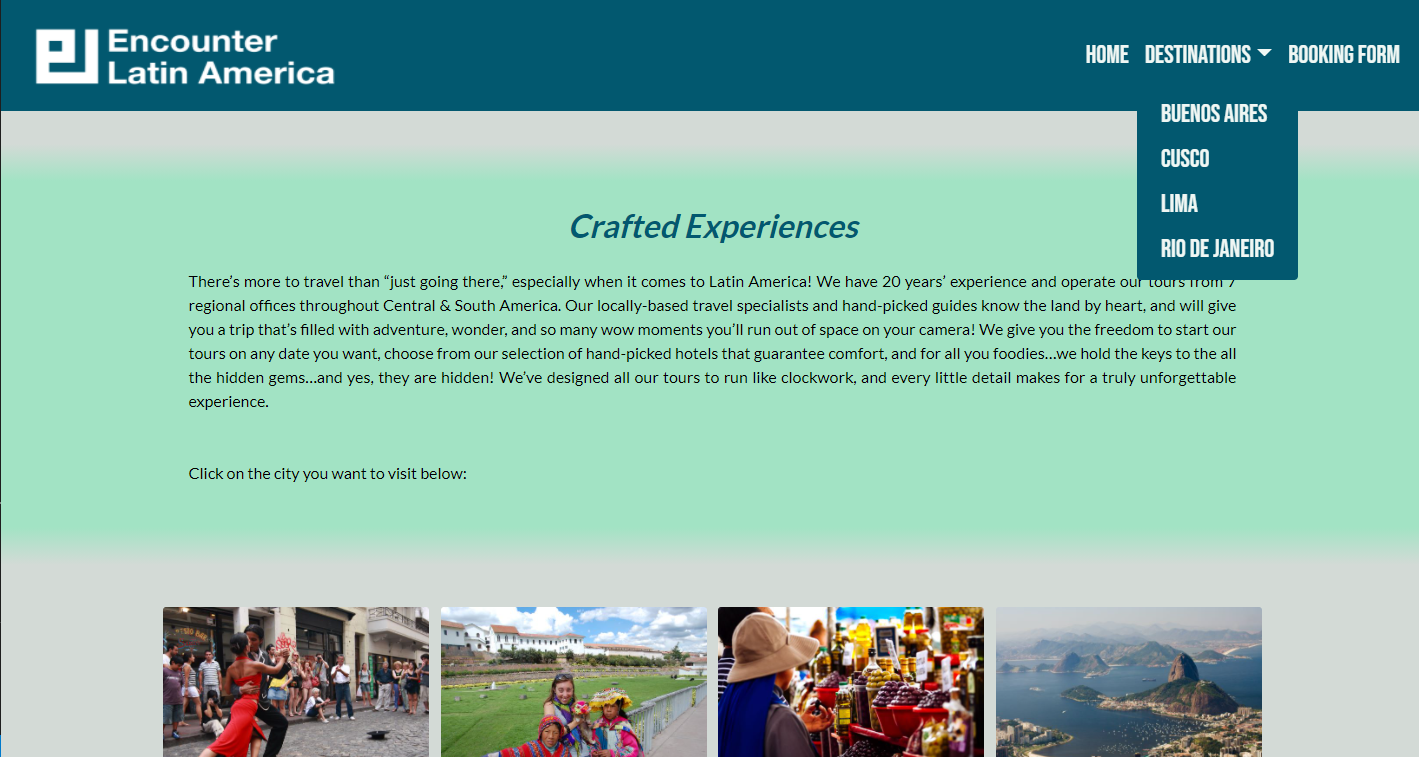 Encounter
Latin America
HOME DESTINATIONS BOOKING FORM
BUENOS AIRES
CUSCO
LIMA
RIO DE JANEIRO
Crafted Experiences
There’s more to travel than “just going there,” especially when it comes to Latin America! We have 20 years’ experience and operate our tours from 7
regional offices throughout Central & South America. Our locally-based travel specialists and hand-picked guides know the land by heart, and will give
you a trip that’s filled with adventure, wonder, and so many wow moments you’ll run out of space on your camera! We give you the freedom to start our
tours on any date you want, choose from our selection of hand-picked hotels that guarantee comfort, and for all you foodies…we hold the keys to the all
the hidden gems…and yes, they are hidden! We’ve designed all our tours to run like clockwork, and every little detail makes for a truly unforgettable
experience.
Click on the city you want to visit below: